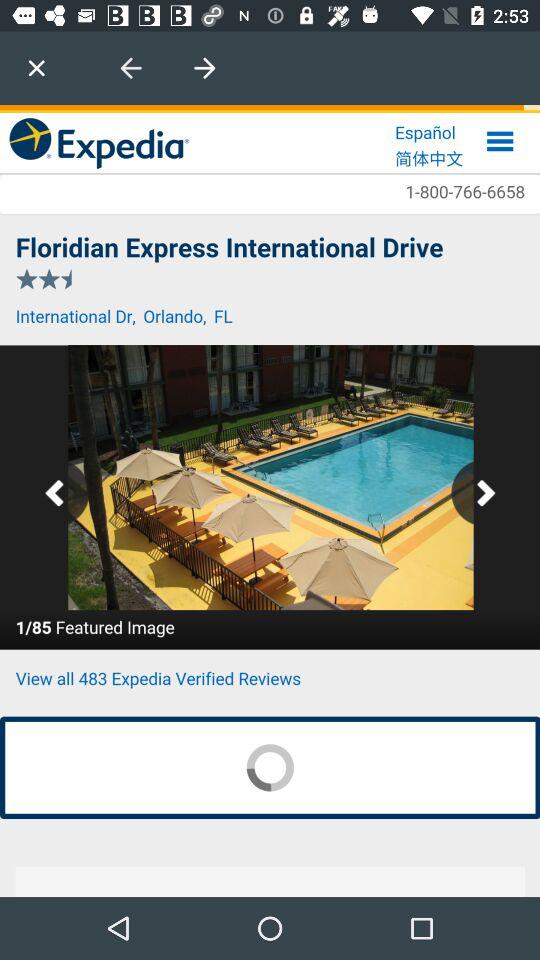 2:53
Expedia
Español
简体中文
1-800-766-6658
Floridian Express International Drive
International Dr, Orlando, FL
1/85 Featured Image
View all 483 Expedia Verified Reviews